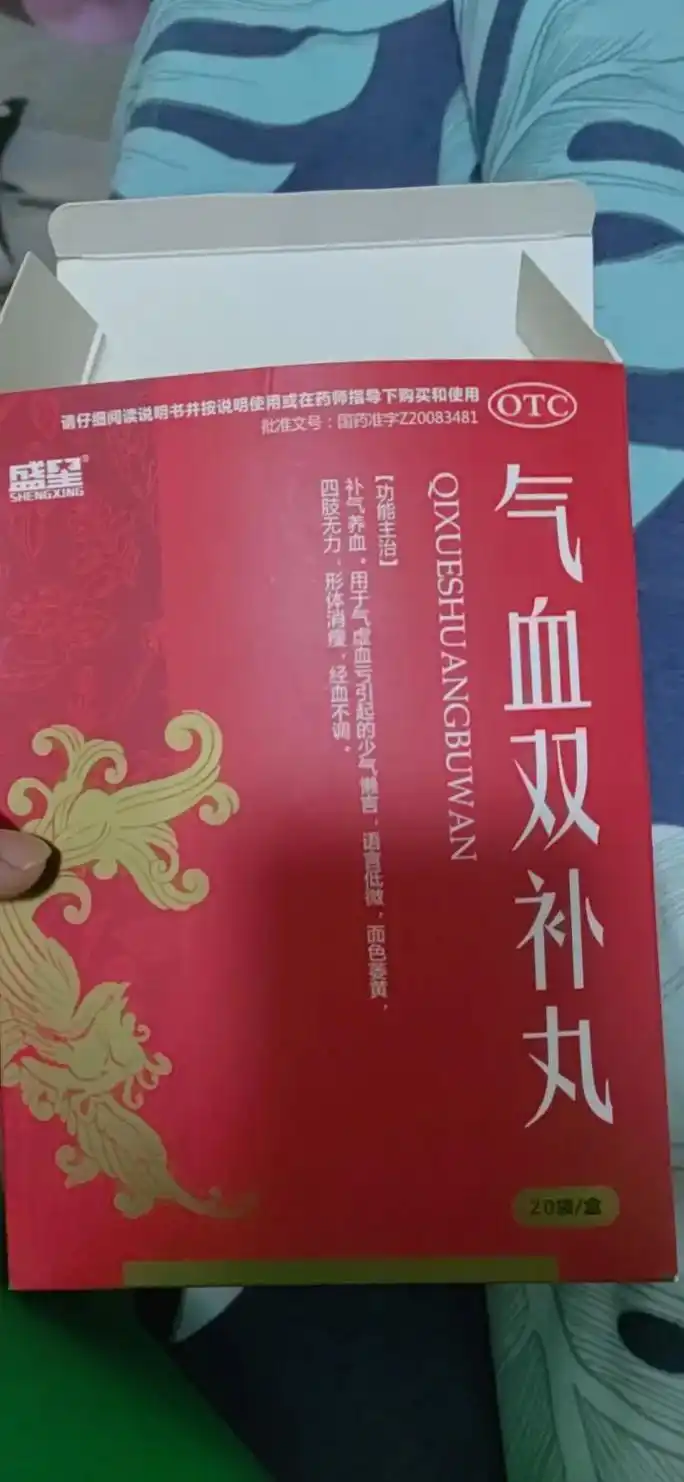 请仔细阅读说明书并按说明使用或在药师指导下购买和使用
OTC
批准文号：国药准字Z20083481
盛星®
SHENGXING
气血双补丸
QIXUESHUANGBUWAN
【功能主治】
补气养血。用于气虚血亏引起的少气懒言，语言低微，面色萎黄，
四肢无力，形体消瘦，经血不调。
20袋/盒